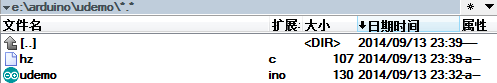 e:\arduino\udemo\*.*
文件名 扩展: 大小 日期时间 属性
[..] <DIR> 2014/09/13 23:39 —
hz c 107 2014/09/13 23:39 -a--
udemo ino 130 2014/09/13 23:32 -a--